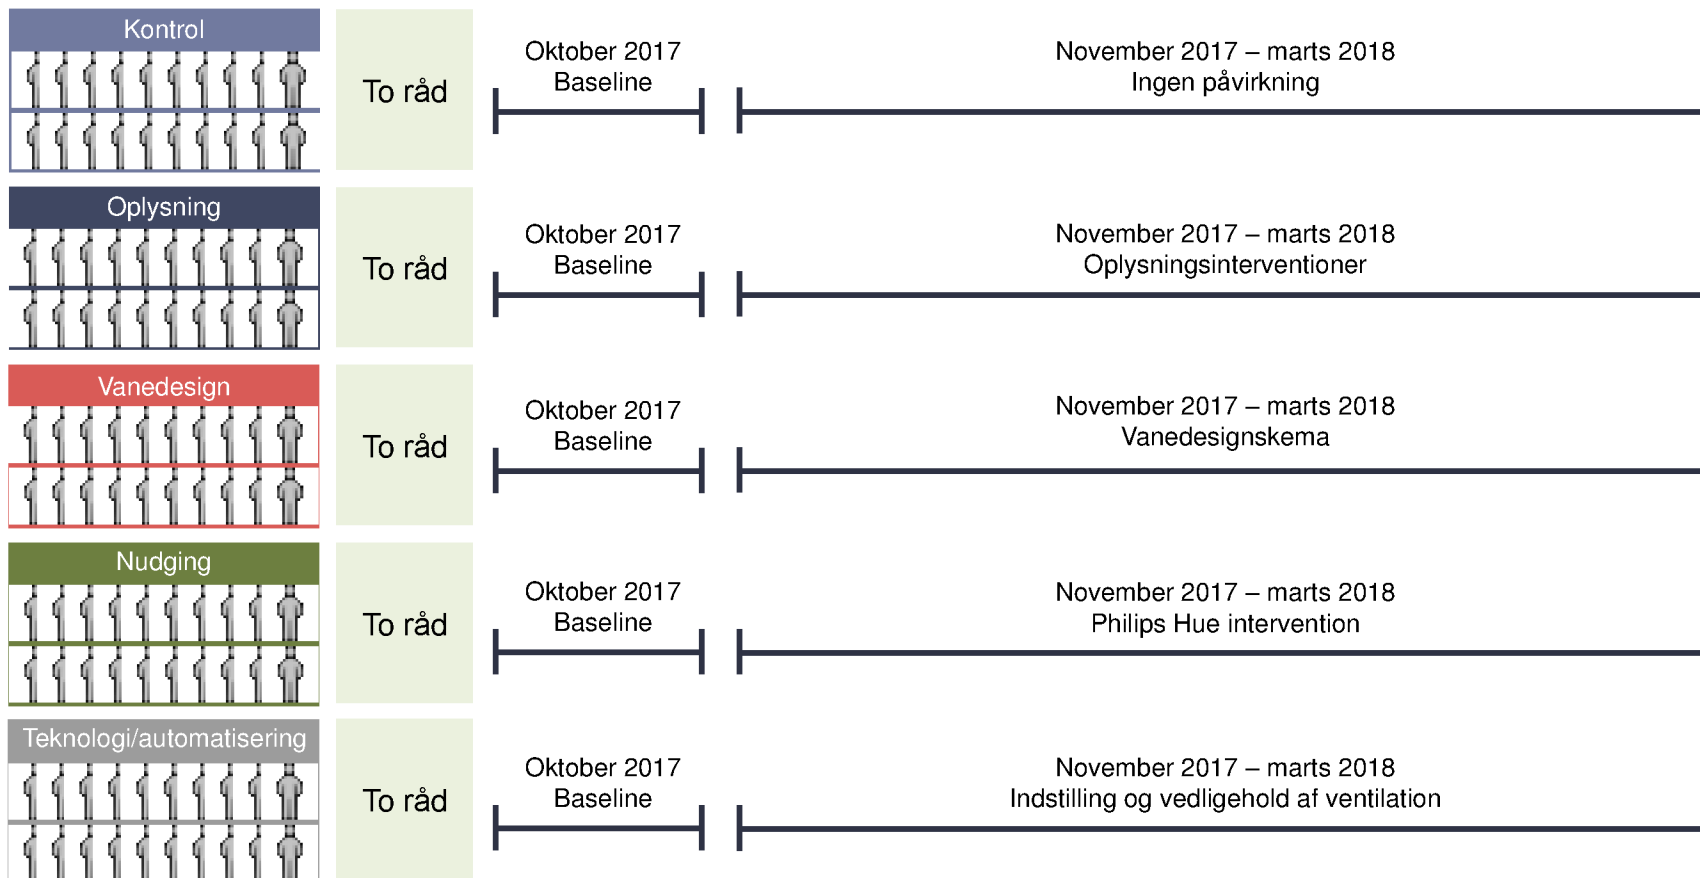 Kontrol
To råd
Oktober 2017
Baseline
November 2017 – marts 2018
Ingen påvirkning
Oplysning
To råd
Oktober 2017
Baseline
November 2017 – marts 2018
Oplysningsinterventioner
Vanedesign
To råd
Oktober 2017
Baseline
November 2017 – marts 2018
Vanedesignskema
Nudging
To råd
Oktober 2017
Baseline
November 2017 – marts 2018
Philips Hue intervention
Teknologi/automatisering
To råd
Oktober 2017
Baseline
November 2017 – marts 2018
Indstilling og vedligehold af ventilation